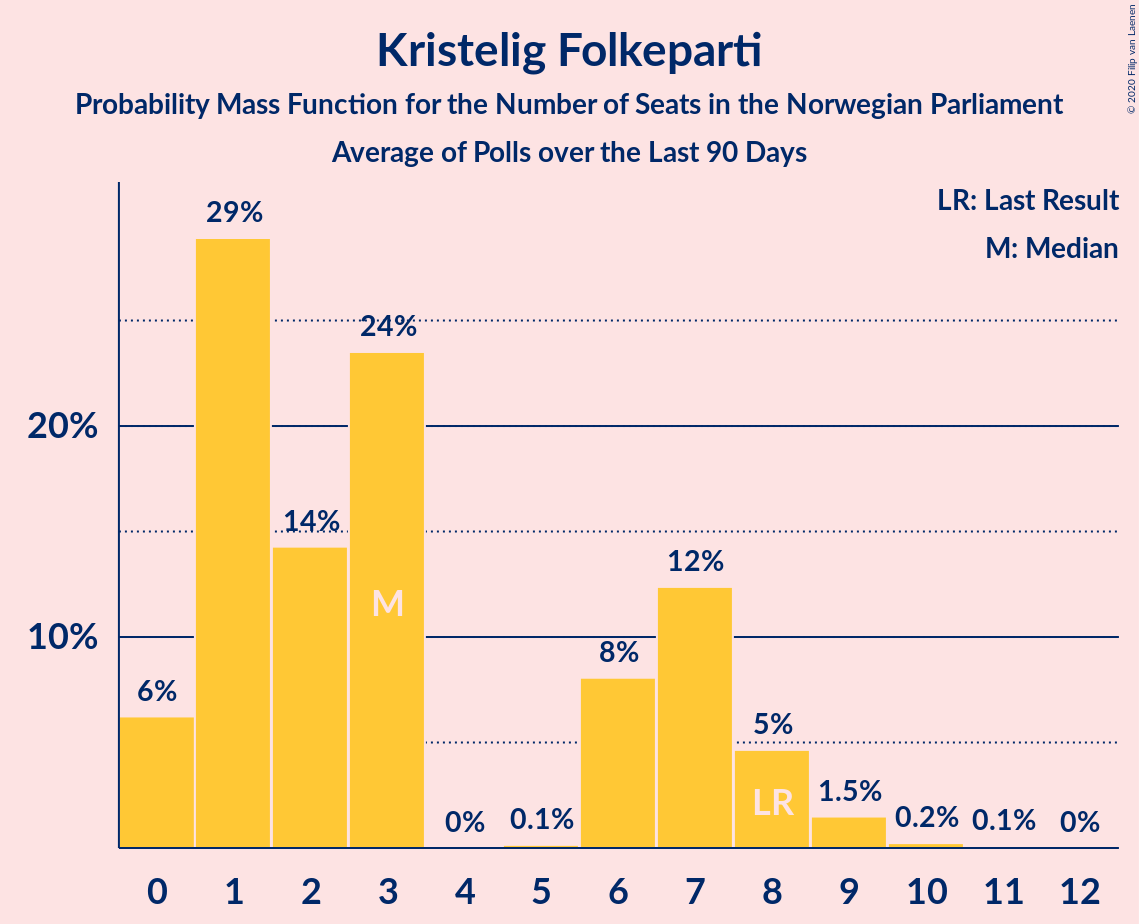 Kristelig Folkeparti
Probability Mass Function for the Number of Seats in the Norwegian Parliament
Average of Polls over the Last 90 Days
© 2020 Filip van Laenen
LR: Last Result
M: Median
29%
24%
20%
14%
12%
M
10%
8%
6%
5%
LR
1.5%
0%
0.1%
0.2%
0.1%
0%
0 1 2 3 4 5 6 7 8 9 10 11 12